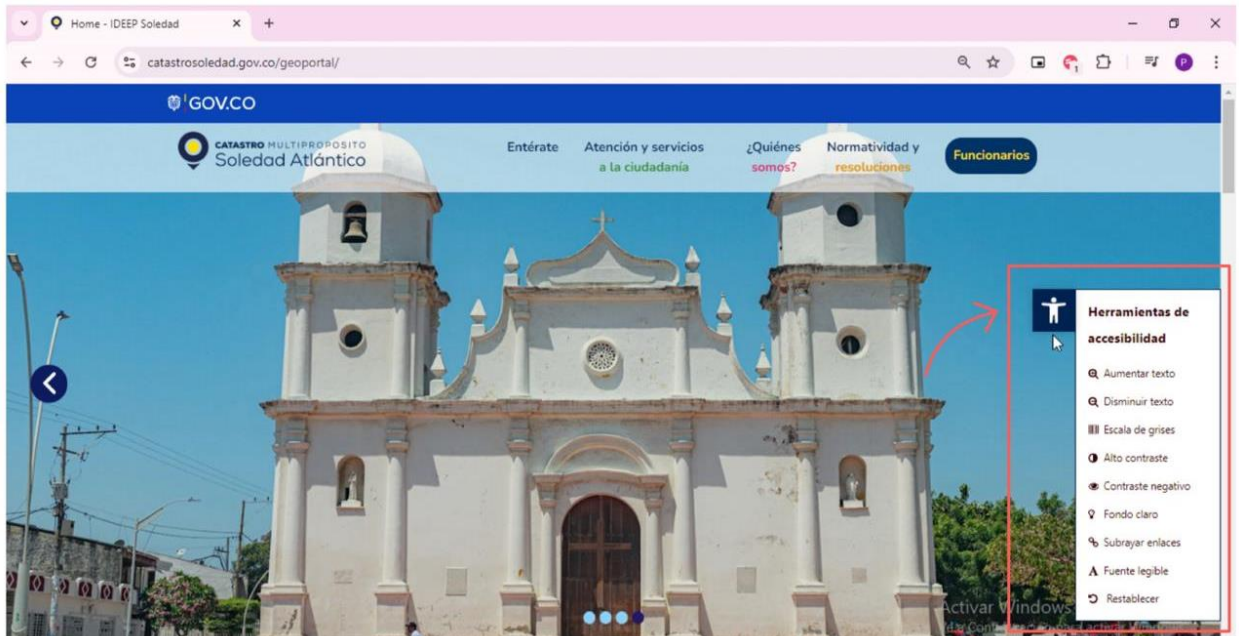 Home - IDEEP Soledad
catastrosoledad.gov.co/geoportal/
1
P
GOV.CO
CATASTRO MULTIPROPOSITO
Soledad Atlántico
Entérate
Atención y servicios
a la ciudadanía
¿Quiénes
somos?
Normatividad y
resoluciones
Funcionarios
Herramientas de
accesibilidad
Aumentar texto
Disminuir texto
Escala de grises
Alto contraste
Contraste negativo
Fondo claro
Subrayar enlaces
Fuente legible
Restablecer
Activar Windows